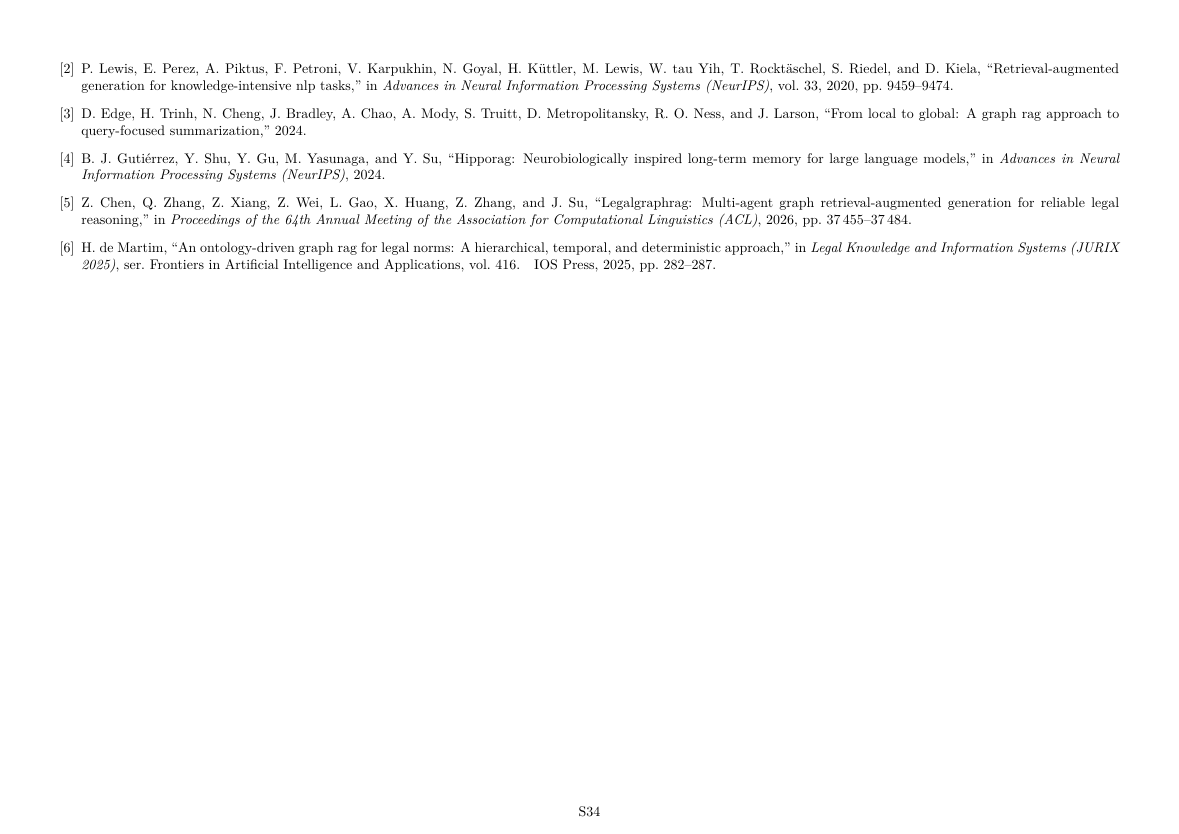 [2] P. Lewis, E. Perez, A. Piktus, F. Petroni, V. Karpukhin, N. Goyal, H. Küttler, M. Lewis, W. tau Yih, T. Rocktäschel, S. Riedel, and D. Kiela, “Retrieval-augmented
generation for knowledge-intensive nlp tasks,” in Advances in Neural Information Processing Systems (NeurIPS), vol. 33, 2020, pp. 9459–9474.
[3] D. Edge, H. Trinh, N. Cheng, J. Bradley, A. Chao, A. Mody, S. Truitt, D. Metropolitansky, R. O. Ness, and J. Larson, “From local to global: A graph rag approach to
query-focused summarization,” 2024.
[4] B. J. Gutiérrez, Y. Shu, Y. Gu, M. Yasunaga, and Y. Su, “Hipporag: Neurobiologically inspired long-term memory for large language models,” in Advances in Neural
Information Processing Systems (NeurIPS), 2024.
[5] Z. Chen, Q. Zhang, Z. Xiang, Z. Wei, L. Gao, X. Huang, Z. Zhang, and J. Su, “Legalgraphrag: Multi-agent graph retrieval-augmented generation for reliable legal
reasoning,” in Proceedings of the 64th Annual Meeting of the Association for Computational Linguistics (ACL), 2026, pp. 37 455–37 484.
[6] H. de Martim, “An ontology-driven graph rag for legal norms: A hierarchical, temporal, and deterministic approach,” in Legal Knowledge and Information Systems (JURIX
2025), ser. Frontiers in Artificial Intelligence and Applications, vol. 416. IOS Press, 2025, pp. 282–287.
S34